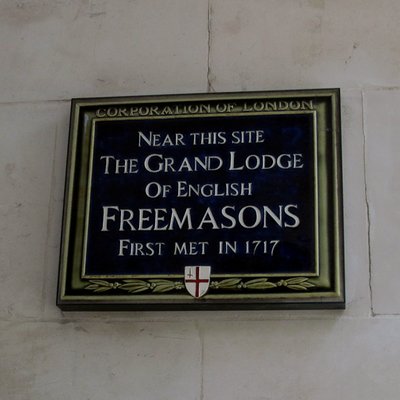 CORPORATION OF LONDON
NEAR THIS SITE
THE GRAND LODGE
OF ENGLISH
FREEMASONS
FIRST MET IN 1717